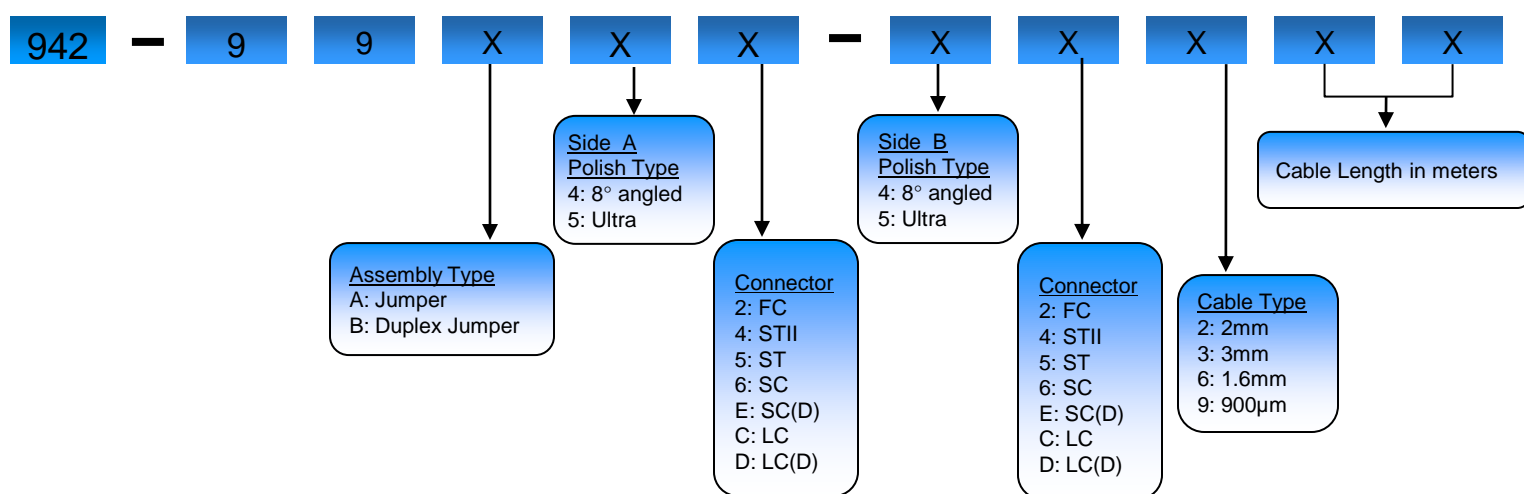 942 – 9 9 X X X – X X X X X
Side A
Polish Type
4: 8° angled
5: Ultra
Side B
Polish Type
4: 8° angled
5: Ultra
Cable Length in meters
Assembly Type
A: Jumper
B: Duplex Jumper
Connector
2: FC
4: STII
5: ST
6: SC
E: SC(D)
C: LC
D: LC(D)
Connector
2: FC
4: STII
5: ST
6: SC
E: SC(D)
C: LC
D: LC(D)
Cable Type
2: 2mm
3: 3mm
6: 1.6mm
9: 900µm